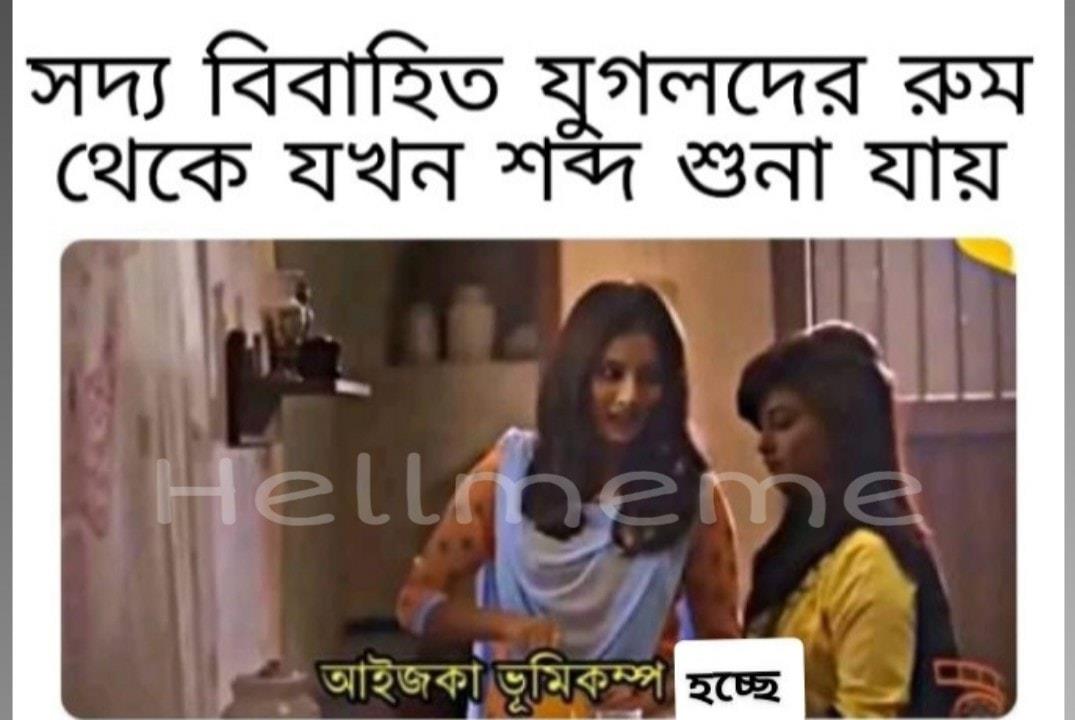 সদ্য বিবাহিত যুগলদের রুম
থেকে যখন শব্দ শুনা যায়
Hellmeme
আইজকা ভূমিকম্প হচ্ছে